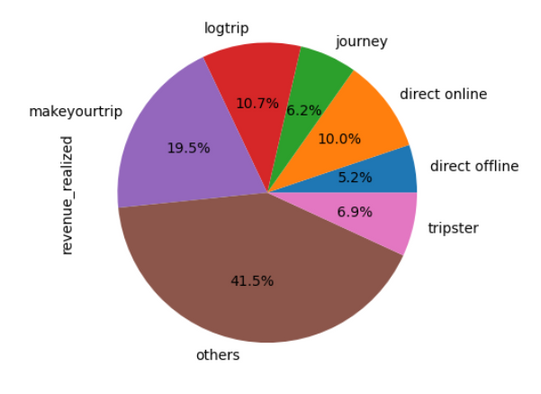 logtrip
journey
makeyourtrip
direct online
direct offline
tripster
others
revenue_realized
10.7%
6.2%
10.0%
19.5%
5.2%
6.9%
41.5%